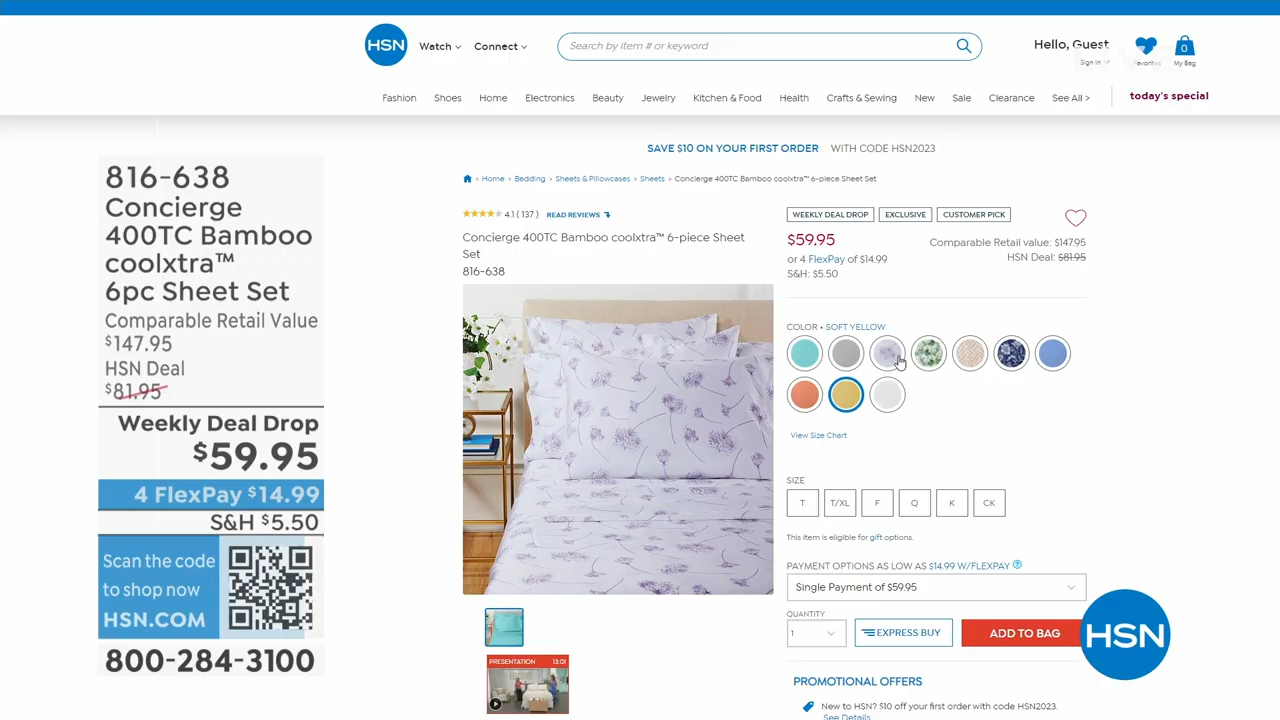 HSN
Watch
Connect
Search by item # or keyword
Hello, Guest
Sign In
Favorites
0
My Bag
Fashion
Shoes
Home
Electronics
Beauty
Jewelry
Kitchen & Food
Health
Crafts & Sewing
New
Sale
Clearance
See All >
today's special
SAVE $10 ON YOUR FIRST ORDER WITH CODE HSN2023
816-638
Concierge
400TC Bamboo
coolxtra™
6pc Sheet Set
Comparable Retail Value
$147.95
HSN Deal
$81.95
Weekly Deal Drop
$59.95
4 FlexPay $14.99
S&H $5.50
Scan the code
to shop now
HSN.COM
800-284-3100
Home > Bedding > Sheets & Pillowcases > Sheets > Concierge 400TC Bamboo coolxtra™ 6-piece Sheet Set
4.1 ( 137 ) READ REVIEWS
Concierge 400TC Bamboo coolxtra™ 6-piece Sheet
Set
816-638
PRESENTATION 13:01
WEEKLY DEAL DROP
EXCLUSIVE
CUSTOMER PICK
$59.95
Comparable Retail value: $147.95
or 4 FlexPay of $14.99
HSN Deal: $81.95
S&H: $5.50
COLOR • SOFT YELLOW
View Size Chart
SIZE
T
T/XL
F
Q
K
CK
This item is eligible for gift options.
PAYMENT OPTIONS AS LOW AS $14.99 W/FLEXPAY ?
Single Payment of $59.95
QUANTITY
1
EXPRESS BUY
ADD TO BAG
HSN
PROMOTIONAL OFFERS
New to HSN? $10 off your first order with code HSN2023.
See Details